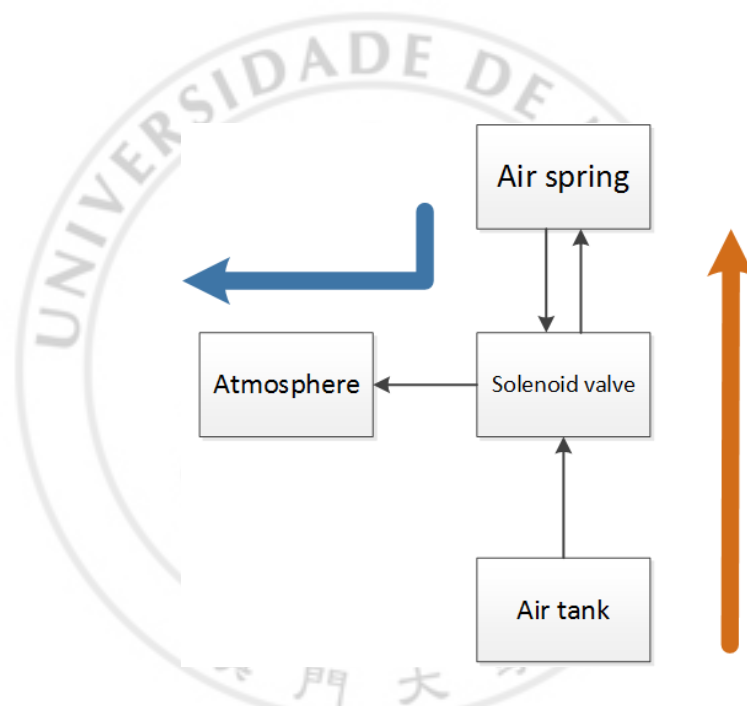 UNIVERSIDADE DE
Air spring
Atmosphere
Solenoid valve
Air tank
門 大